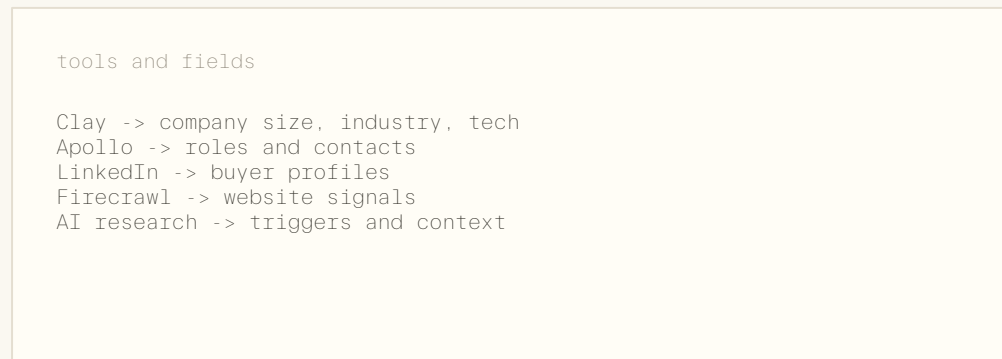 tools and fields
Clay -> company size, industry, tech
Apollo -> roles and contacts
LinkedIn -> buyer profiles
Firecrawl -> website signals
AI research -> triggers and context